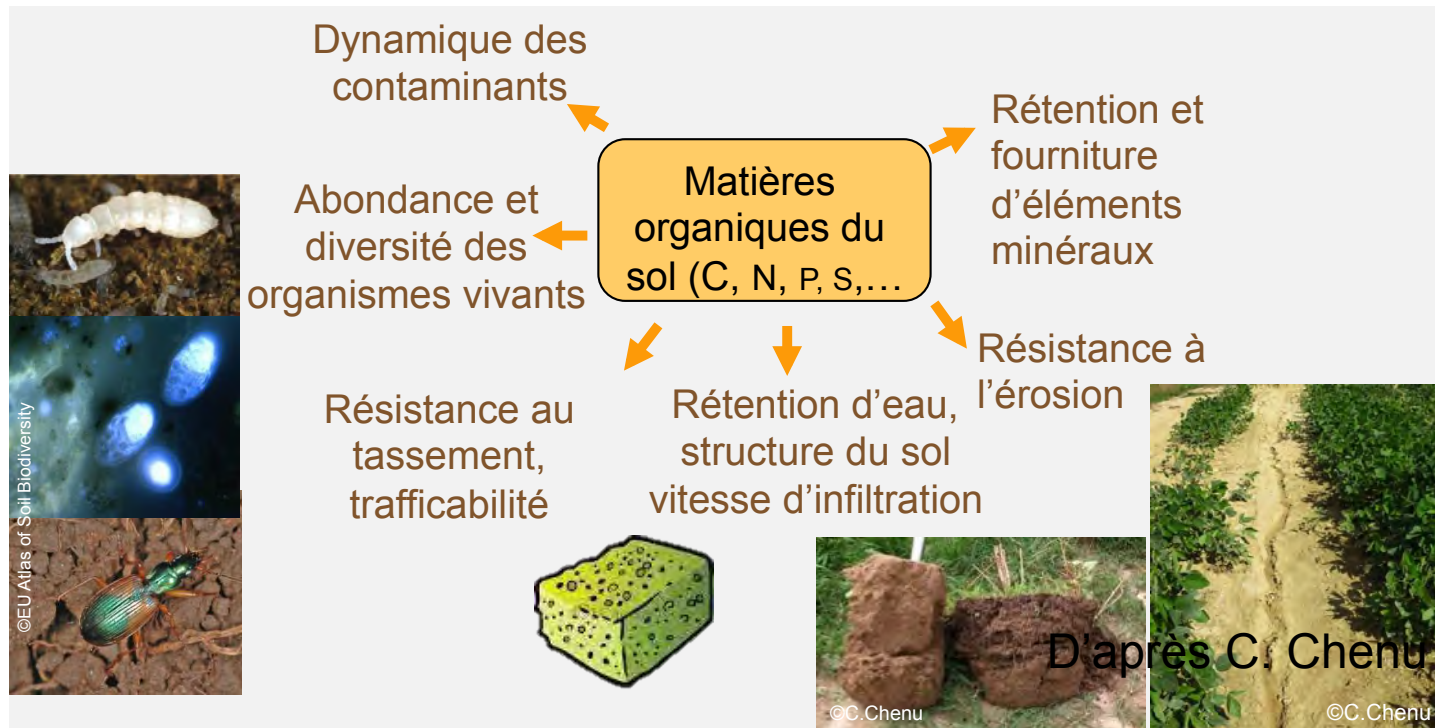 Dynamique des
contaminants
Rétention et
fourniture
d’éléments
minéraux
Matières
organiques du
sol (C, N, P, S,…
Abondance et
diversité des
organismes vivants
Résistance à
l’érosion
Résistance au
tassement,
trafficabilité
Rétention d’eau,
structure du sol
vitesse d’infiltration
©EU Atlas of Soil Biodiversity
D’après C. Chenu
©C.Chenu
©C.Chenu